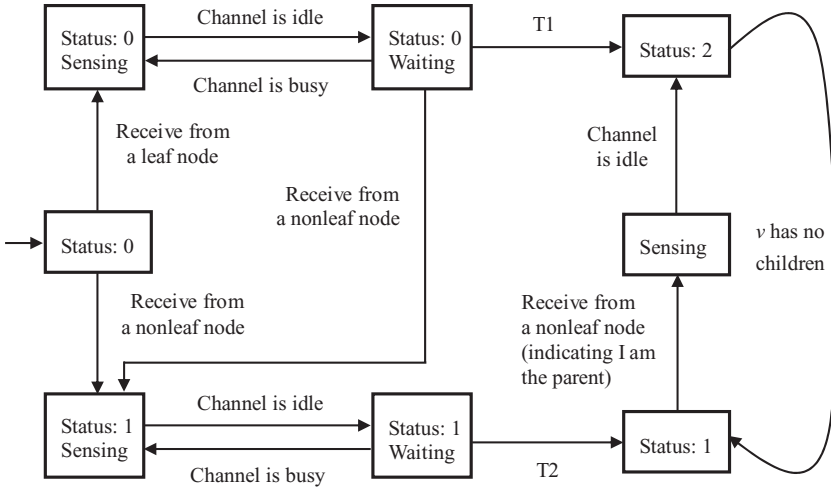 Status: 0
Sensing
Channel is idle
Status: 0
Waiting
T1
Status: 2
Channel is busy
Receive from
a leaf node
Channel
is idle
Receive from
a nonleaf node
Status: 0
Sensing
v has no
children
Receive from
a nonleaf node
Receive from
a nonleaf node
(indicating I am
the parent)
Status: 1
Sensing
Channel is idle
Status: 1
Waiting
T2
Status: 1
Channel is busy